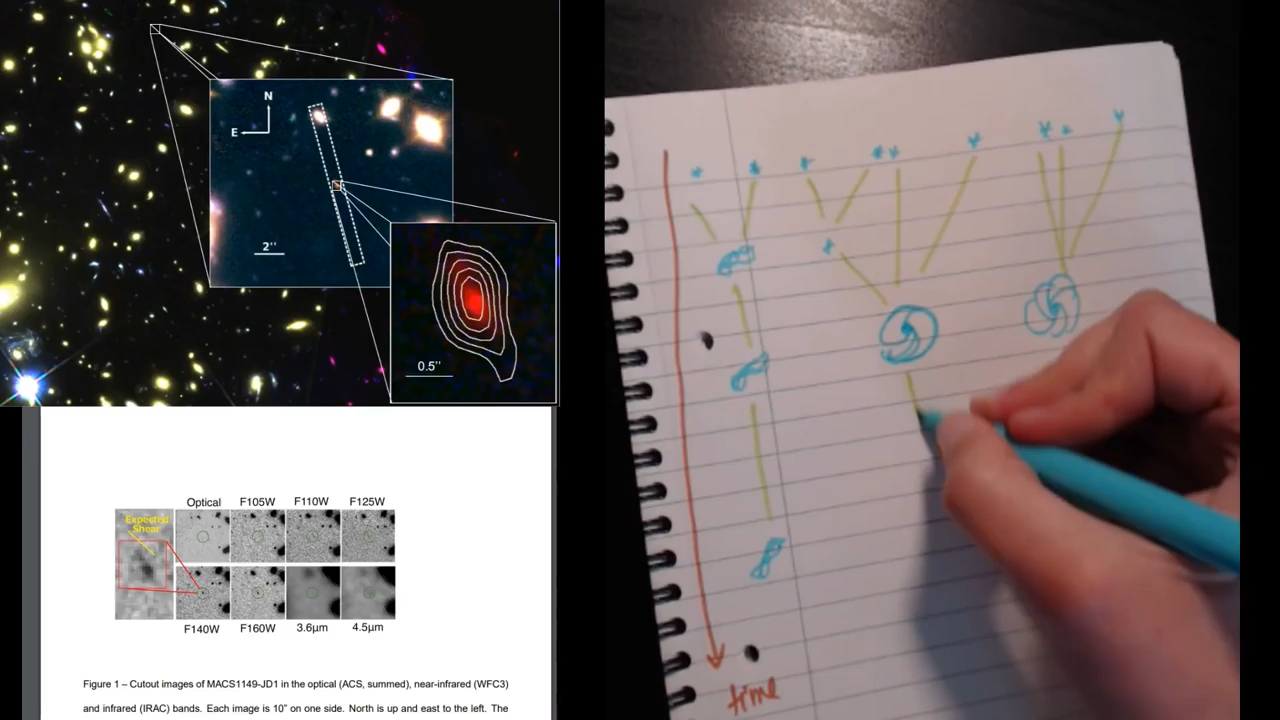 N
E
2''
0.5''
Optical F105W F110W F125W
Expected
Shear
F140W F160W 3.6μm 4.5μm
Figure 1 – Cutout images of MACS1149-JD1 in the optical (ACS, summed), near-infrared (WFC3)
and infrared (IRAC) bands. Each image is 10" on one side. North is up and east to the left. The
time